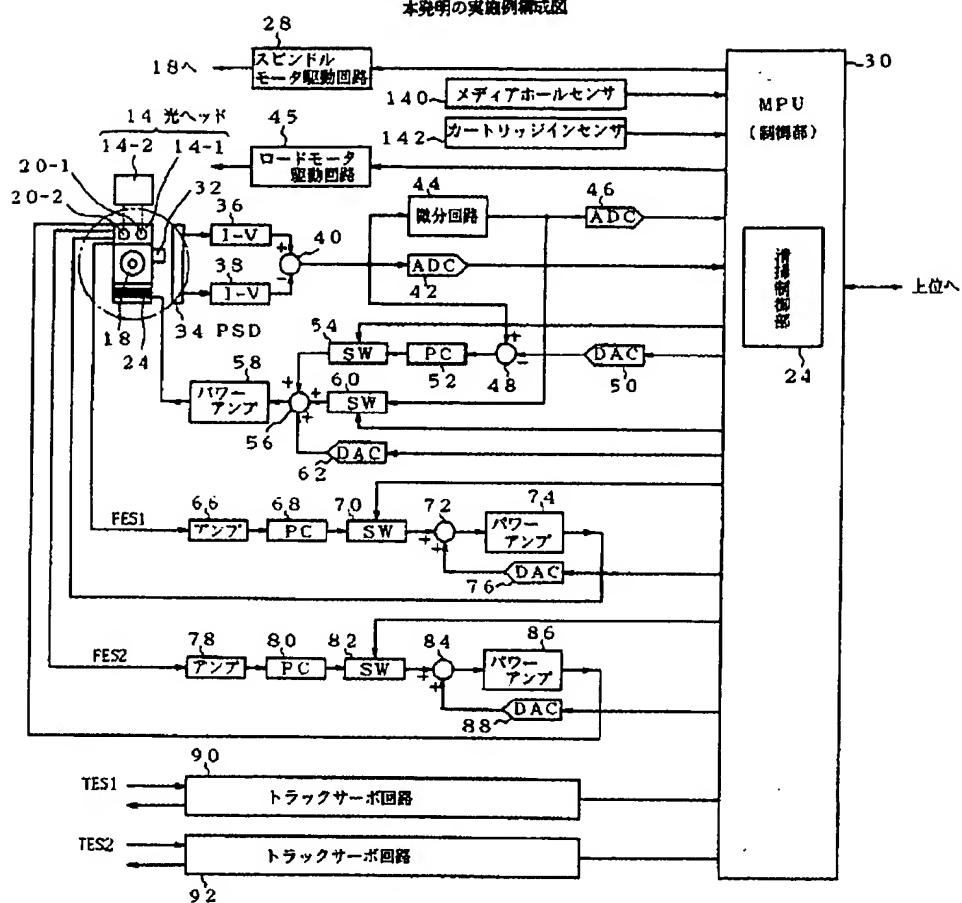 本発明の実施例構成図
28
スピンドル
モータ駆動回路
18へ
140
メディアホールセンサ
142
カートリッジインセンサ
30
MPU
(制御部)
14 光ヘッド
14-2
14-1
45
ロードモータ
駆動回路
20-1
20-2
32
36
I-V
38
I-V
40
+
-
44
微分回路
46
ADC
42
ADC
上位へ
24
18
24
34 PSD
54
SW
PC
52
+
-
48
DAC
50
58
パワー
アンプ
+
+
+
56
60
SW
62
DAC
FES1
66
アンプ
68
PC
70
SW
72
+
+
74
パワー
アンプ
76
DAC
FES2
78
アンプ
80
PC
82
SW
84
+
+
86
パワー
アンプ
88
DAC
90
TES1
トラックサーボ回路
TES2
トラックサーボ回路
92